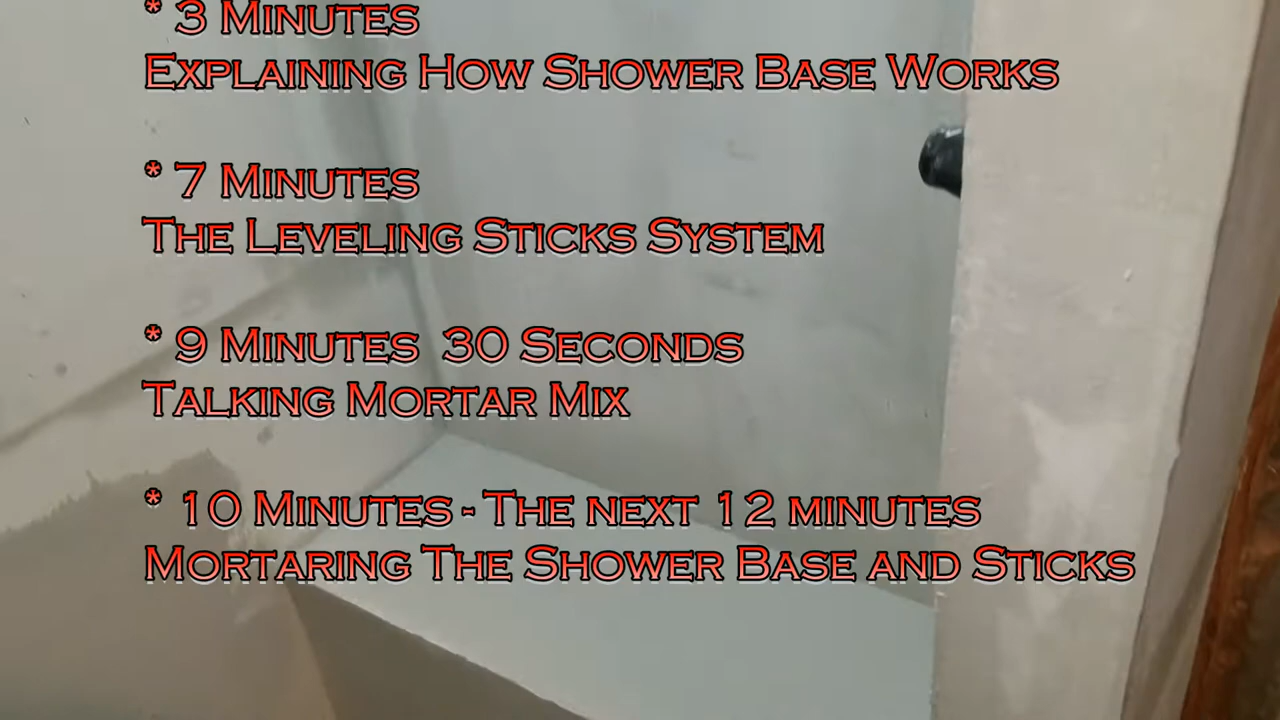 * 3 Minutes
Explaining How Shower Base Works
* 7 Minutes
The Leveling Sticks System
* 9 Minutes 30 Seconds
Talking Mortar Mix
* 10 Minutes - The next 12 minutes
Mortaring The Shower Base and Sticks